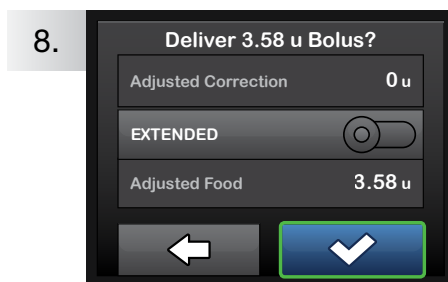 8.
Deliver 3.58 u Bolus?
Adjusted Correction 0 u
EXTENDED
Adjusted Food 3.58 u